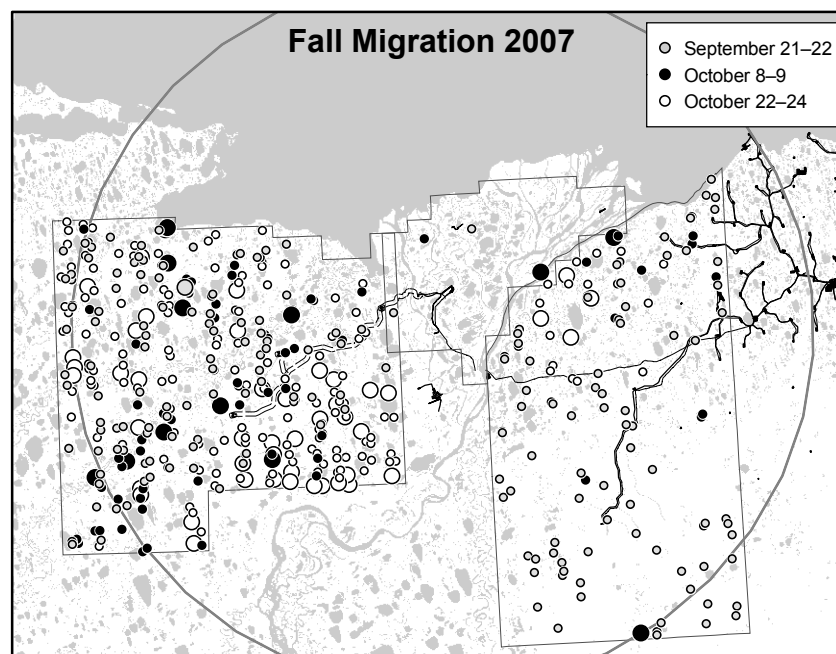 Fall Migration 2007
September 21–22
October 8–9
October 22–24